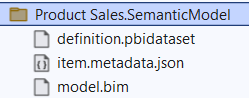 Product Sales.SemanticModel
definition.pbidataset
item.metadata.json
model.bim